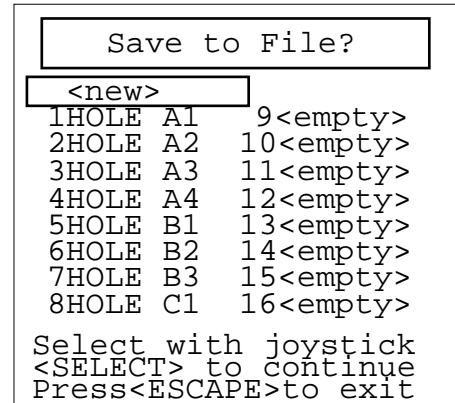 Save to File?
<new>
1HOLE A1 9<empty>
2HOLE A2 10<empty>
3HOLE A3 11<empty>
4HOLE A4 12<empty>
5HOLE B1 13<empty>
6HOLE B2 14<empty>
7HOLE B3 15<empty>
8HOLE C1 16<empty>
Select with joystick
<SELECT> to continue
Press<ESCAPE>to exit